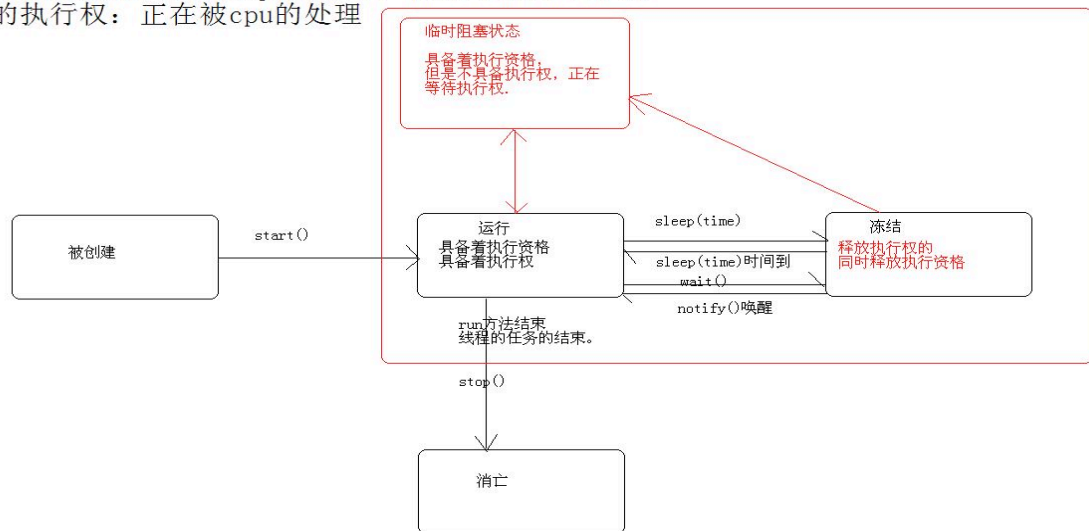 的执行权：正在被cpu的处理
临时阻塞状态
具备着执行资格，
但是不具备执行权，正在
等待执行权.
被创建
start()
运行
具备着执行资格
具备着执行权
sleep(time)
sleep(time)时间到
wait()
notify()唤醒
冻结
释放执行权的
同时释放执行资格
run方法结束
线程的任务的结束。
stop()
消亡